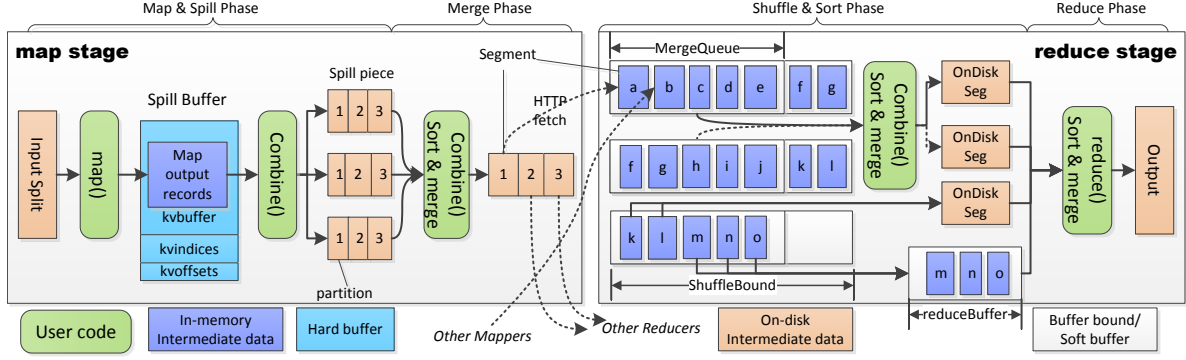 Map & Spill Phase
Merge Phase
Shuffle & Sort Phase
Reduce Phase
map stage
reduce stage
Input Split
map()
Spill Buffer
Map
output
records
kvbuffer
kvindices
kvoffsets
Combine()
Spill piece
1 2 3
1 2 3
1 2 3
partition
Combine()
Sort & merge
Segment
1 2 3
HTTP
fetch
MergeQueue
a b c d e f g
f g h i j k l
k l m n o
ShuffleBound
Combine()
Sort & merge
OnDisk
Seg
OnDisk
Seg
OnDisk
Seg
m n o
reduceBuffer
reduce()
Sort & merge
Output
Other Mappers
Other Reducers
User code
In-memory
Intermediate data
Hard buffer
On-disk
Intermediate data
Buffer bound/
Soft buffer